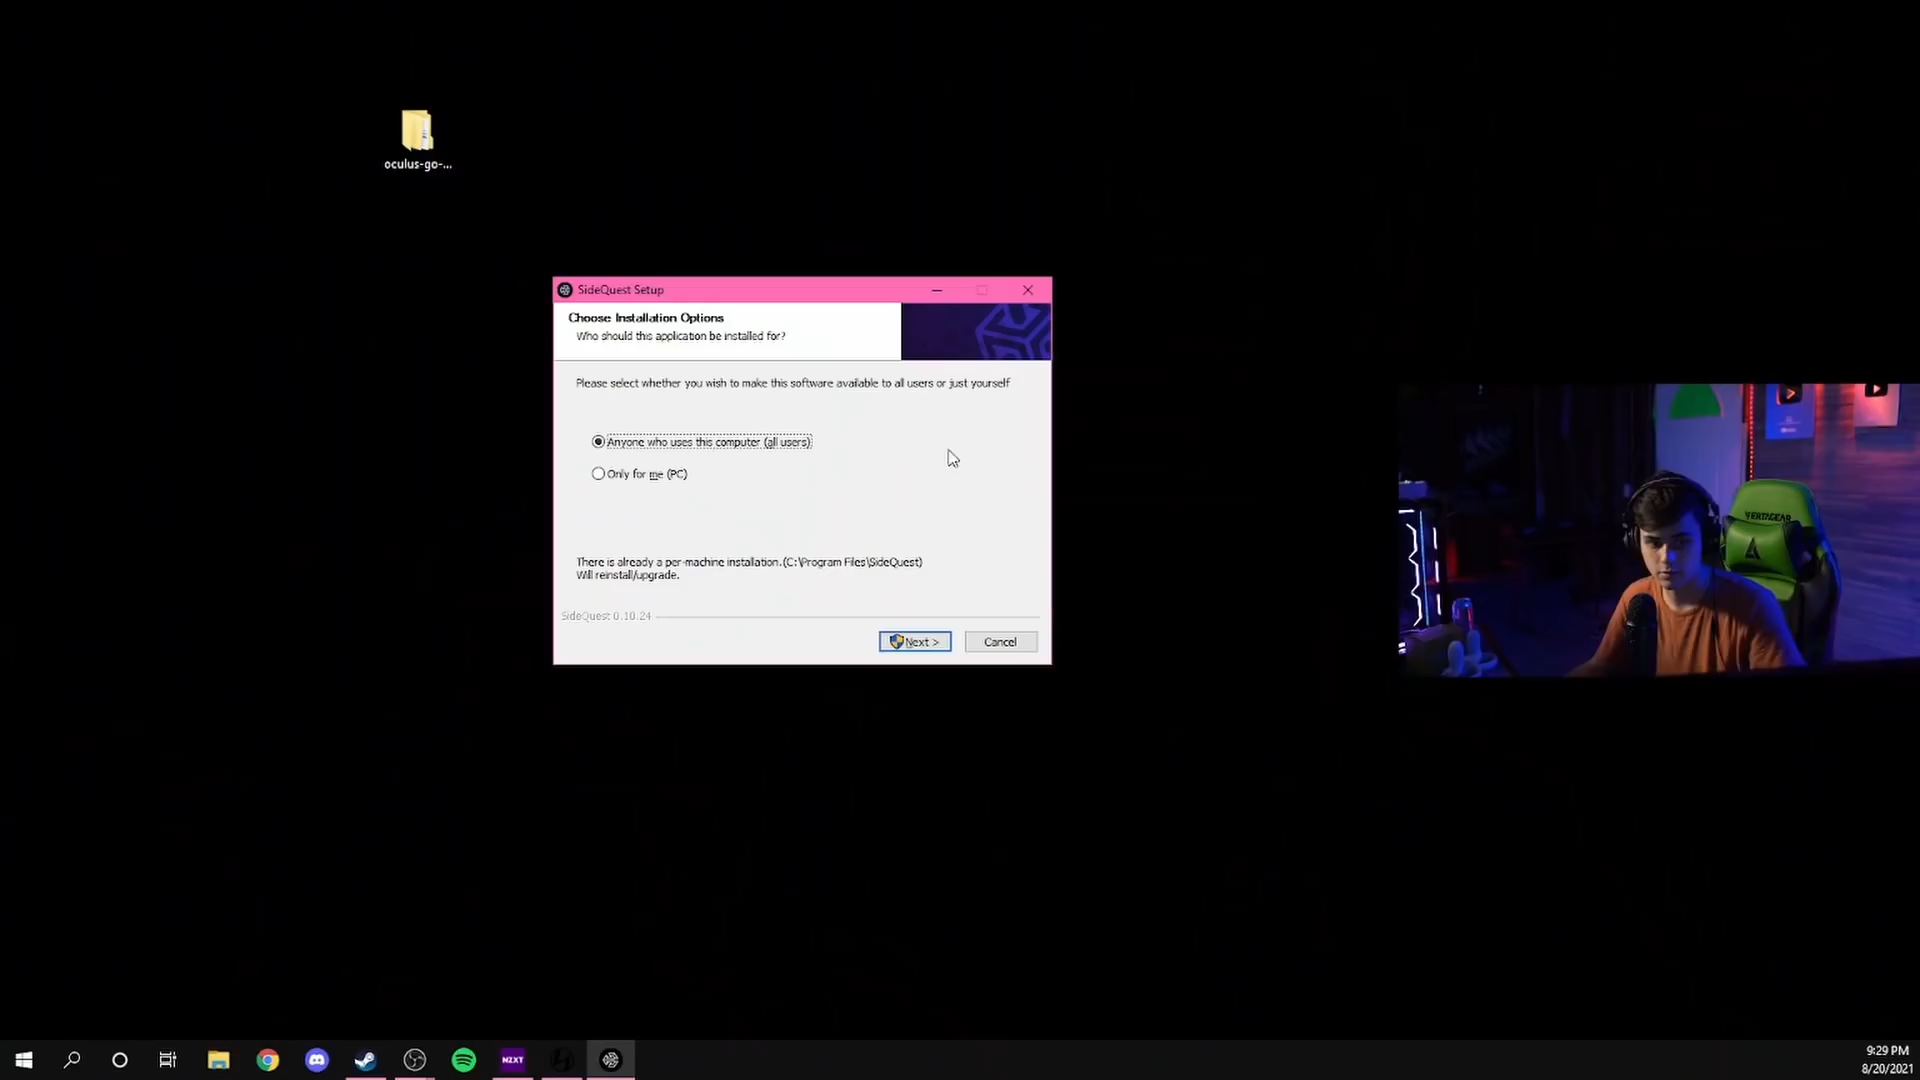 oculus-go-...
SideQuest Setup
Choose Installation Options
Who should this application be installed for?
Please select whether you wish to make this software available to all users or just yourself
Anyone who uses this computer (all users)
Only for me (PC)
There is already a per-machine installation.(C:\Program Files\SideQuest)
Will reinstall/upgrade.
SideQuest 0.10.24
Next >
Cancel
VERTAGEAR
NZXT
9:29 PM
8/20/2021